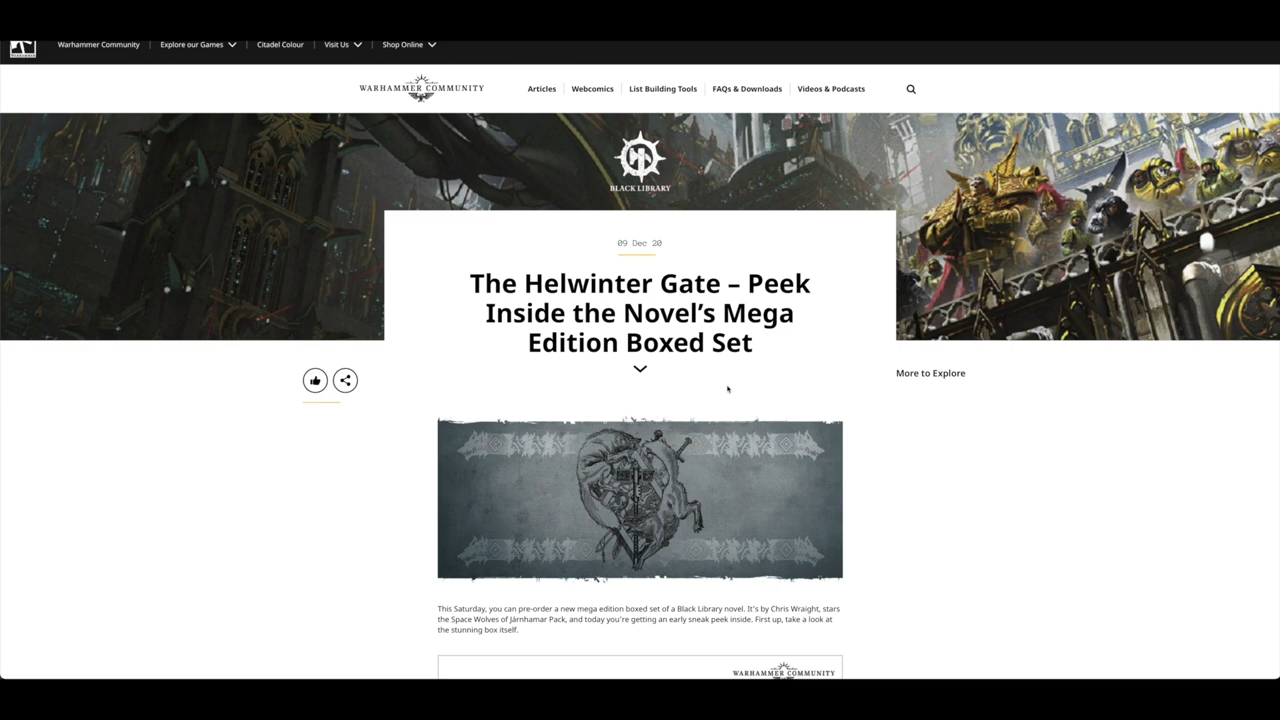 Warhammer Community | Explore our Games | Citadel Colour | Visit Us | Shop Online
WARHAMMER COMMUNITY
Articles Webcomics List Building Tools FAQs & Downloads Videos & Podcasts
BLACK LIBRARY
09 Dec 20
The Helwinter Gate – Peek
Inside the Novel's Mega
Edition Boxed Set
More to Explore
This Saturday, you can pre-order a new mega edition boxed set of a Black Library novel. It's by Chris Wraight, stars
the Space Wolves of Járnhamar Pack, and today you're getting an early sneak peek inside. First up, take a look at
the stunning box itself.
WARHAMMER COMMUNITY